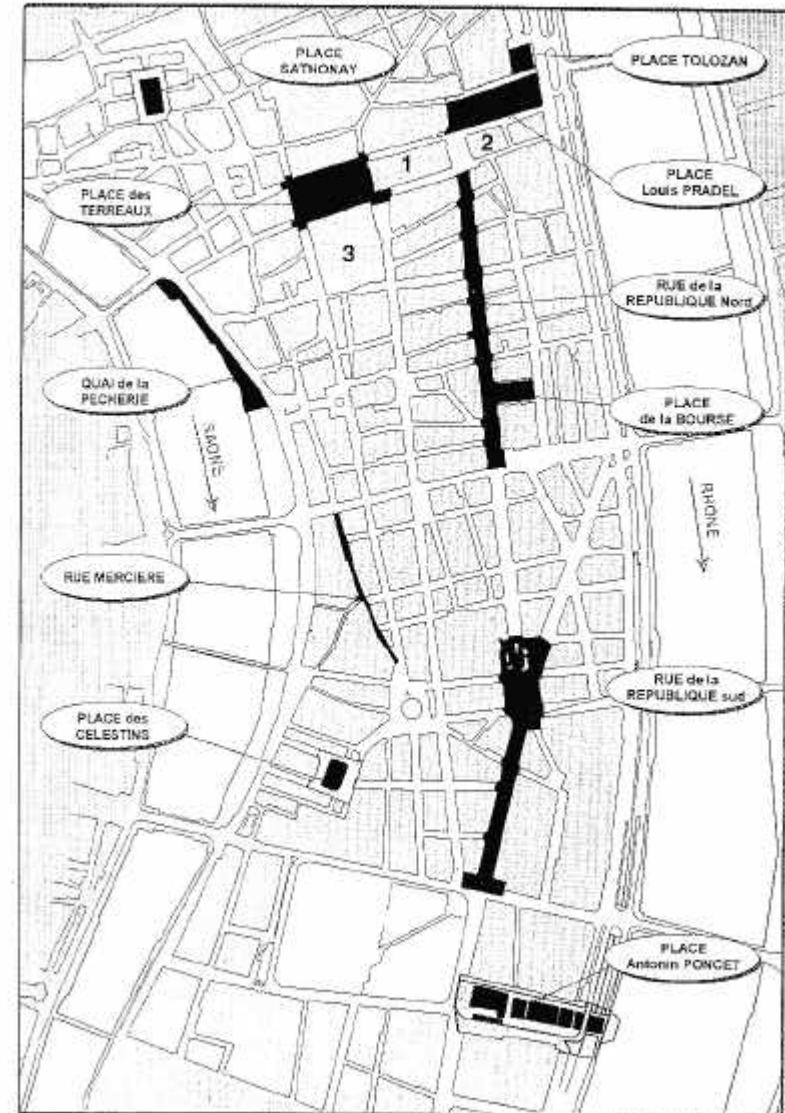 PLACE
SATHONAY
PLACE TOLOZAN
1
2
PLACE
Louis PRADEL
PLACE des
TERREAUX
3
RUE de la
REPUBLIQUE Nord
QUAI de la
PECHERIE
PLACE
de la BOURSE
SAONE
RHÔNE
RUE MERCIERE
RUE de la
REPUBLIQUE sud
PLACE des
CELESTINS
PLACE
Antonin PONCET